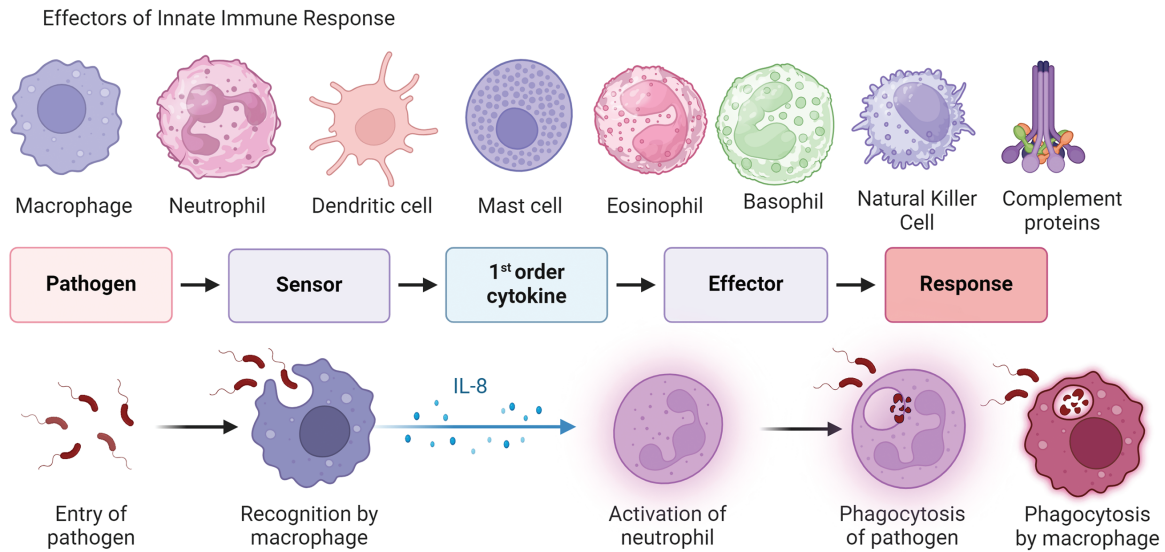 Effectors of Innate Immune Response
Macrophage
Neutrophil
Dendritic cell
Mast cell
Eosinophil
Basophil
Natural Killer
Cell
Complement
proteins
Pathogen
Sensor
1st order
cytokine
Effector
Response
IL-8
Entry of
pathogen
Recognition by
macrophage
Activation of
neutrophil
Phagocytosis
of pathogen
Phagocytosis
by macrophage